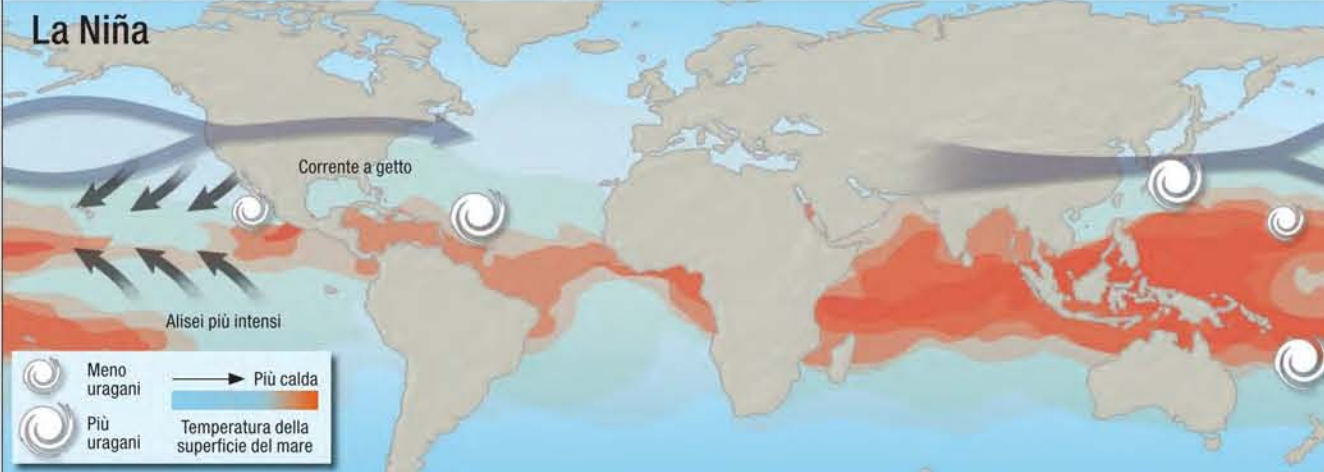 La Niña
Corrente a getto
Alisei più intensi
Meno
uragani
Più
uragani
Più calda
Temperatura della
superficie del mare